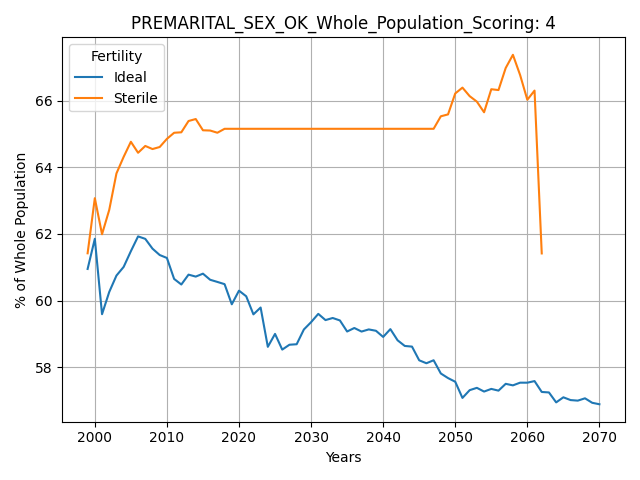 PREMARITAL_SEX_OK_Whole_Population_Scoring: 4
Fertility
Ideal
Sterile
% of Whole Population
66
64
62
60
58
2000 2010 2020 2030 2040 2050 2060 2070
Years